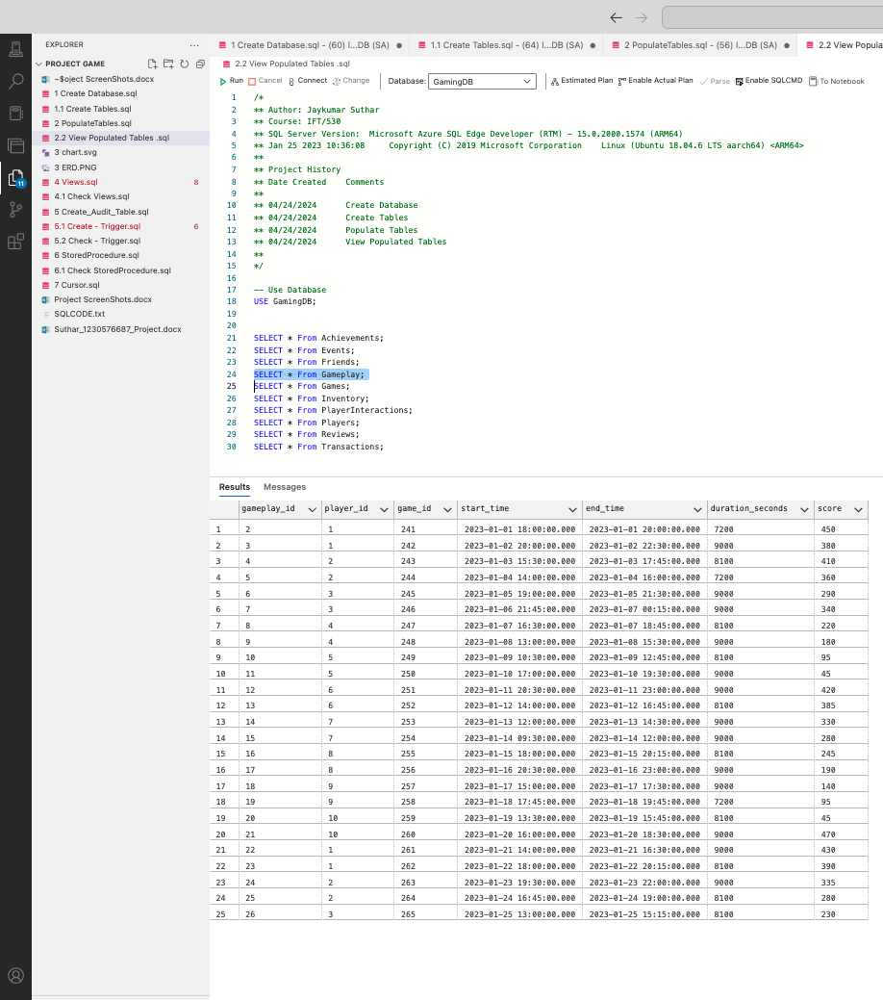 EXPLORER
PROJECT GAME
~$oject ScreenShots.docx
1 Create Database.sql
1.1 Create Tables.sql
2 PopulateTables.sql
2.2 View Populated Tables .sql
3 chart.svg
3 ERD.PNG
4 Views.sql 8
4.1 Check Views.sql
5 Create_Audit_Table.sql
5.1 Create - Trigger.sql 6
5.2 Check - Trigger.sql
6 StoredProcedure.sql
6.1 Check StoredProcedure.sql
7 Cursor.sql
Project ScreenShots.docx
SQLCODE.txt
Suthar_1230576687_Project.docx
11
1 Create Database.sql - (60) l...DB (SA) 1.1 Create Tables.sql - (64) l...DB (SA) 2 PopulateTables.sql - (56) l...DB (SA) 2.2 View Popula
2.2 View Populated Tables .sql
Run Cancel Connect Change Database: GamingDB Estimated Plan Enable Actual Plan Parse Enable SQLCMD To Notebook
1 /*
2 ** Author: Jaykumar Suthar
3 ** Course: IFT/530
4 ** SQL Server Version: Microsoft Azure SQL Edge Developer (RTM) - 15.0.2000.1574 (ARM64)
5 ** Jan 25 2023 10:36:08 Copyright (C) 2019 Microsoft Corporation Linux (Ubuntu 18.04.6 LTS aarch64) <ARM64>
6 **
7 ** Project History
8 ** Date Created Comments
9 **
10 ** 04/24/2024 Create Database
11 ** 04/24/2024 Create Tables
12 ** 04/24/2024 Populate Tables
13 ** 04/24/2024 View Populated Tables
14 **
15 */
16
17 -- Use Database
18 USE GamingDB;
19
20
21 SELECT * From Achievements;
22 SELECT * From Events;
23 SELECT * From Friends;
24 SELECT * From Gameplay;
25 SELECT * From Games;
26 SELECT * From Inventory;
27 SELECT * From PlayerInteractions;
28 SELECT * From Players;
29 SELECT * From Reviews;
30 SELECT * From Transactions;
Results Messages
gameplay_id player_id game_id start_time end_time duration_seconds score
1 2 1 241 2023-01-01 18:00:00.000 2023-01-01 20:00:00.000 7200 450
2 3 1 242 2023-01-02 20:00:00.000 2023-01-02 22:30:00.000 9000 380
3 4 2 243 2023-01-03 15:30:00.000 2023-01-03 17:45:00.000 8100 410
4 5 2 244 2023-01-04 14:00:00.000 2023-01-04 16:00:00.000 7200 360
5 6 3 245 2023-01-05 19:00:00.000 2023-01-05 21:30:00.000 9000 290
6 7 3 246 2023-01-06 21:45:00.000 2023-01-07 00:15:00.000 9000 340
7 8 4 247 2023-01-07 16:30:00.000 2023-01-07 18:45:00.000 8100 220
8 9 4 248 2023-01-08 13:00:00.000 2023-01-08 15:30:00.000 9000 180
9 10 5 249 2023-01-09 10:30:00.000 2023-01-09 12:45:00.000 8100 95
10 11 5 250 2023-01-10 17:00:00.000 2023-01-10 19:30:00.000 9000 45
11 12 6 251 2023-01-11 20:30:00.000 2023-01-11 23:00:00.000 9000 420
12 13 6 252 2023-01-12 14:00:00.000 2023-01-12 16:45:00.000 8100 385
13 14 7 253 2023-01-13 12:00:00.000 2023-01-13 14:30:00.000 9000 330
14 15 7 254 2023-01-14 09:30:00.000 2023-01-14 12:00:00.000 9000 280
15 16 8 255 2023-01-15 18:00:00.000 2023-01-15 20:15:00.000 8100 245
16 17 8 256 2023-01-16 20:30:00.000 2023-01-16 23:00:00.000 9000 190
17 18 9 257 2023-01-17 15:00:00.000 2023-01-17 17:30:00.000 9000 140
18 19 9 258 2023-01-18 17:45:00.000 2023-01-18 19:45:00.000 7200 95
19 20 10 259 2023-01-19 13:30:00.000 2023-01-19 15:45:00.000 8100 45
20 21 10 260 2023-01-20 16:00:00.000 2023-01-20 18:30:00.000 9000 470
21 22 1 261 2023-01-21 14:00:00.000 2023-01-21 16:30:00.000 9000 430
22 23 1 262 2023-01-22 18:00:00.000 2023-01-22 20:15:00.000 8100 390
23 24 2 263 2023-01-23 19:30:00.000 2023-01-23 22:00:00.000 9000 335
24 25 2 264 2023-01-24 16:45:00.000 2023-01-24 19:00:00.000 8100 280
25 26 3 265 2023-01-25 13:00:00.000 2023-01-25 15:15:00.000 8100 230